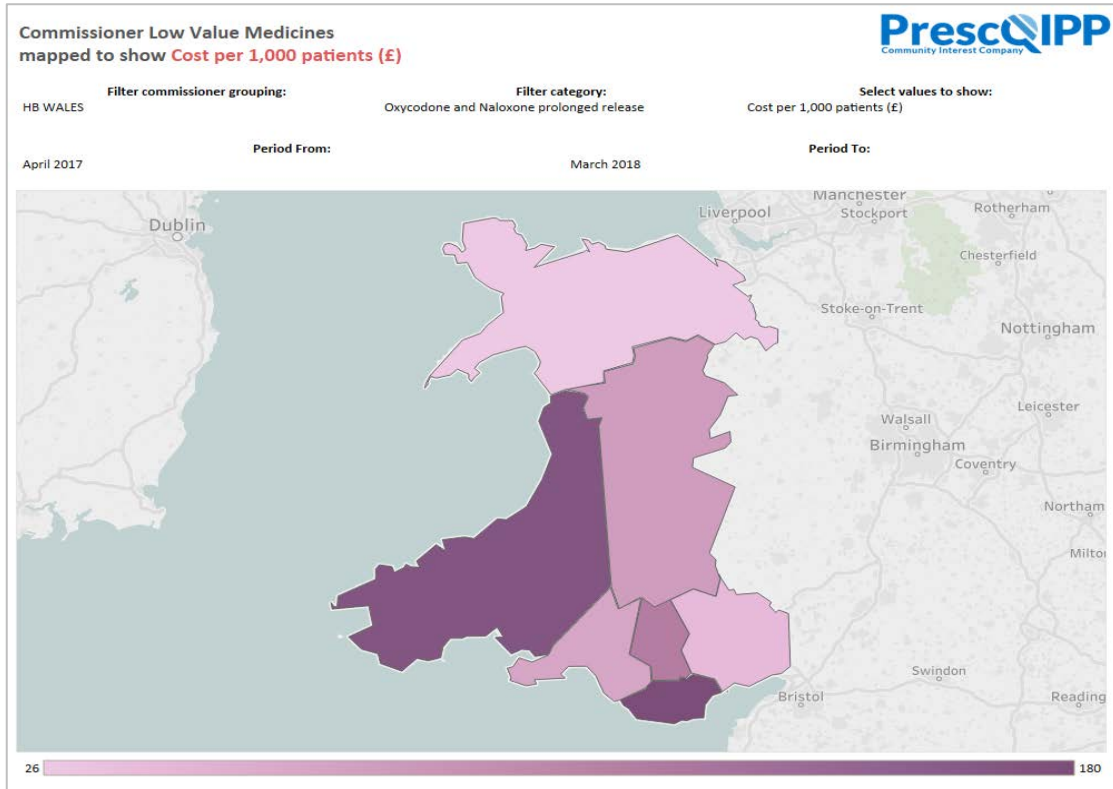 Commissioner Low Value Medicines
mapped to show Cost per 1,000 patients (£)
PrescQIPP
Community Interest Company
Filter commissioner grouping:
HB WALES
Filter category:
Oxycodone and Naloxone prolonged release
Select values to show:
Cost per 1,000 patients (£)
Period From:
April 2017
Period To:
March 2018
Manchester
Dublin
Liverpool
Stockport
Rotherham
Chesterfield
Stoke-on-Trent
Nottingham
Walsall
Leicester
Birmingham
Coventry
Northam
Milto
Swindon
Bristol
Reading
26
180